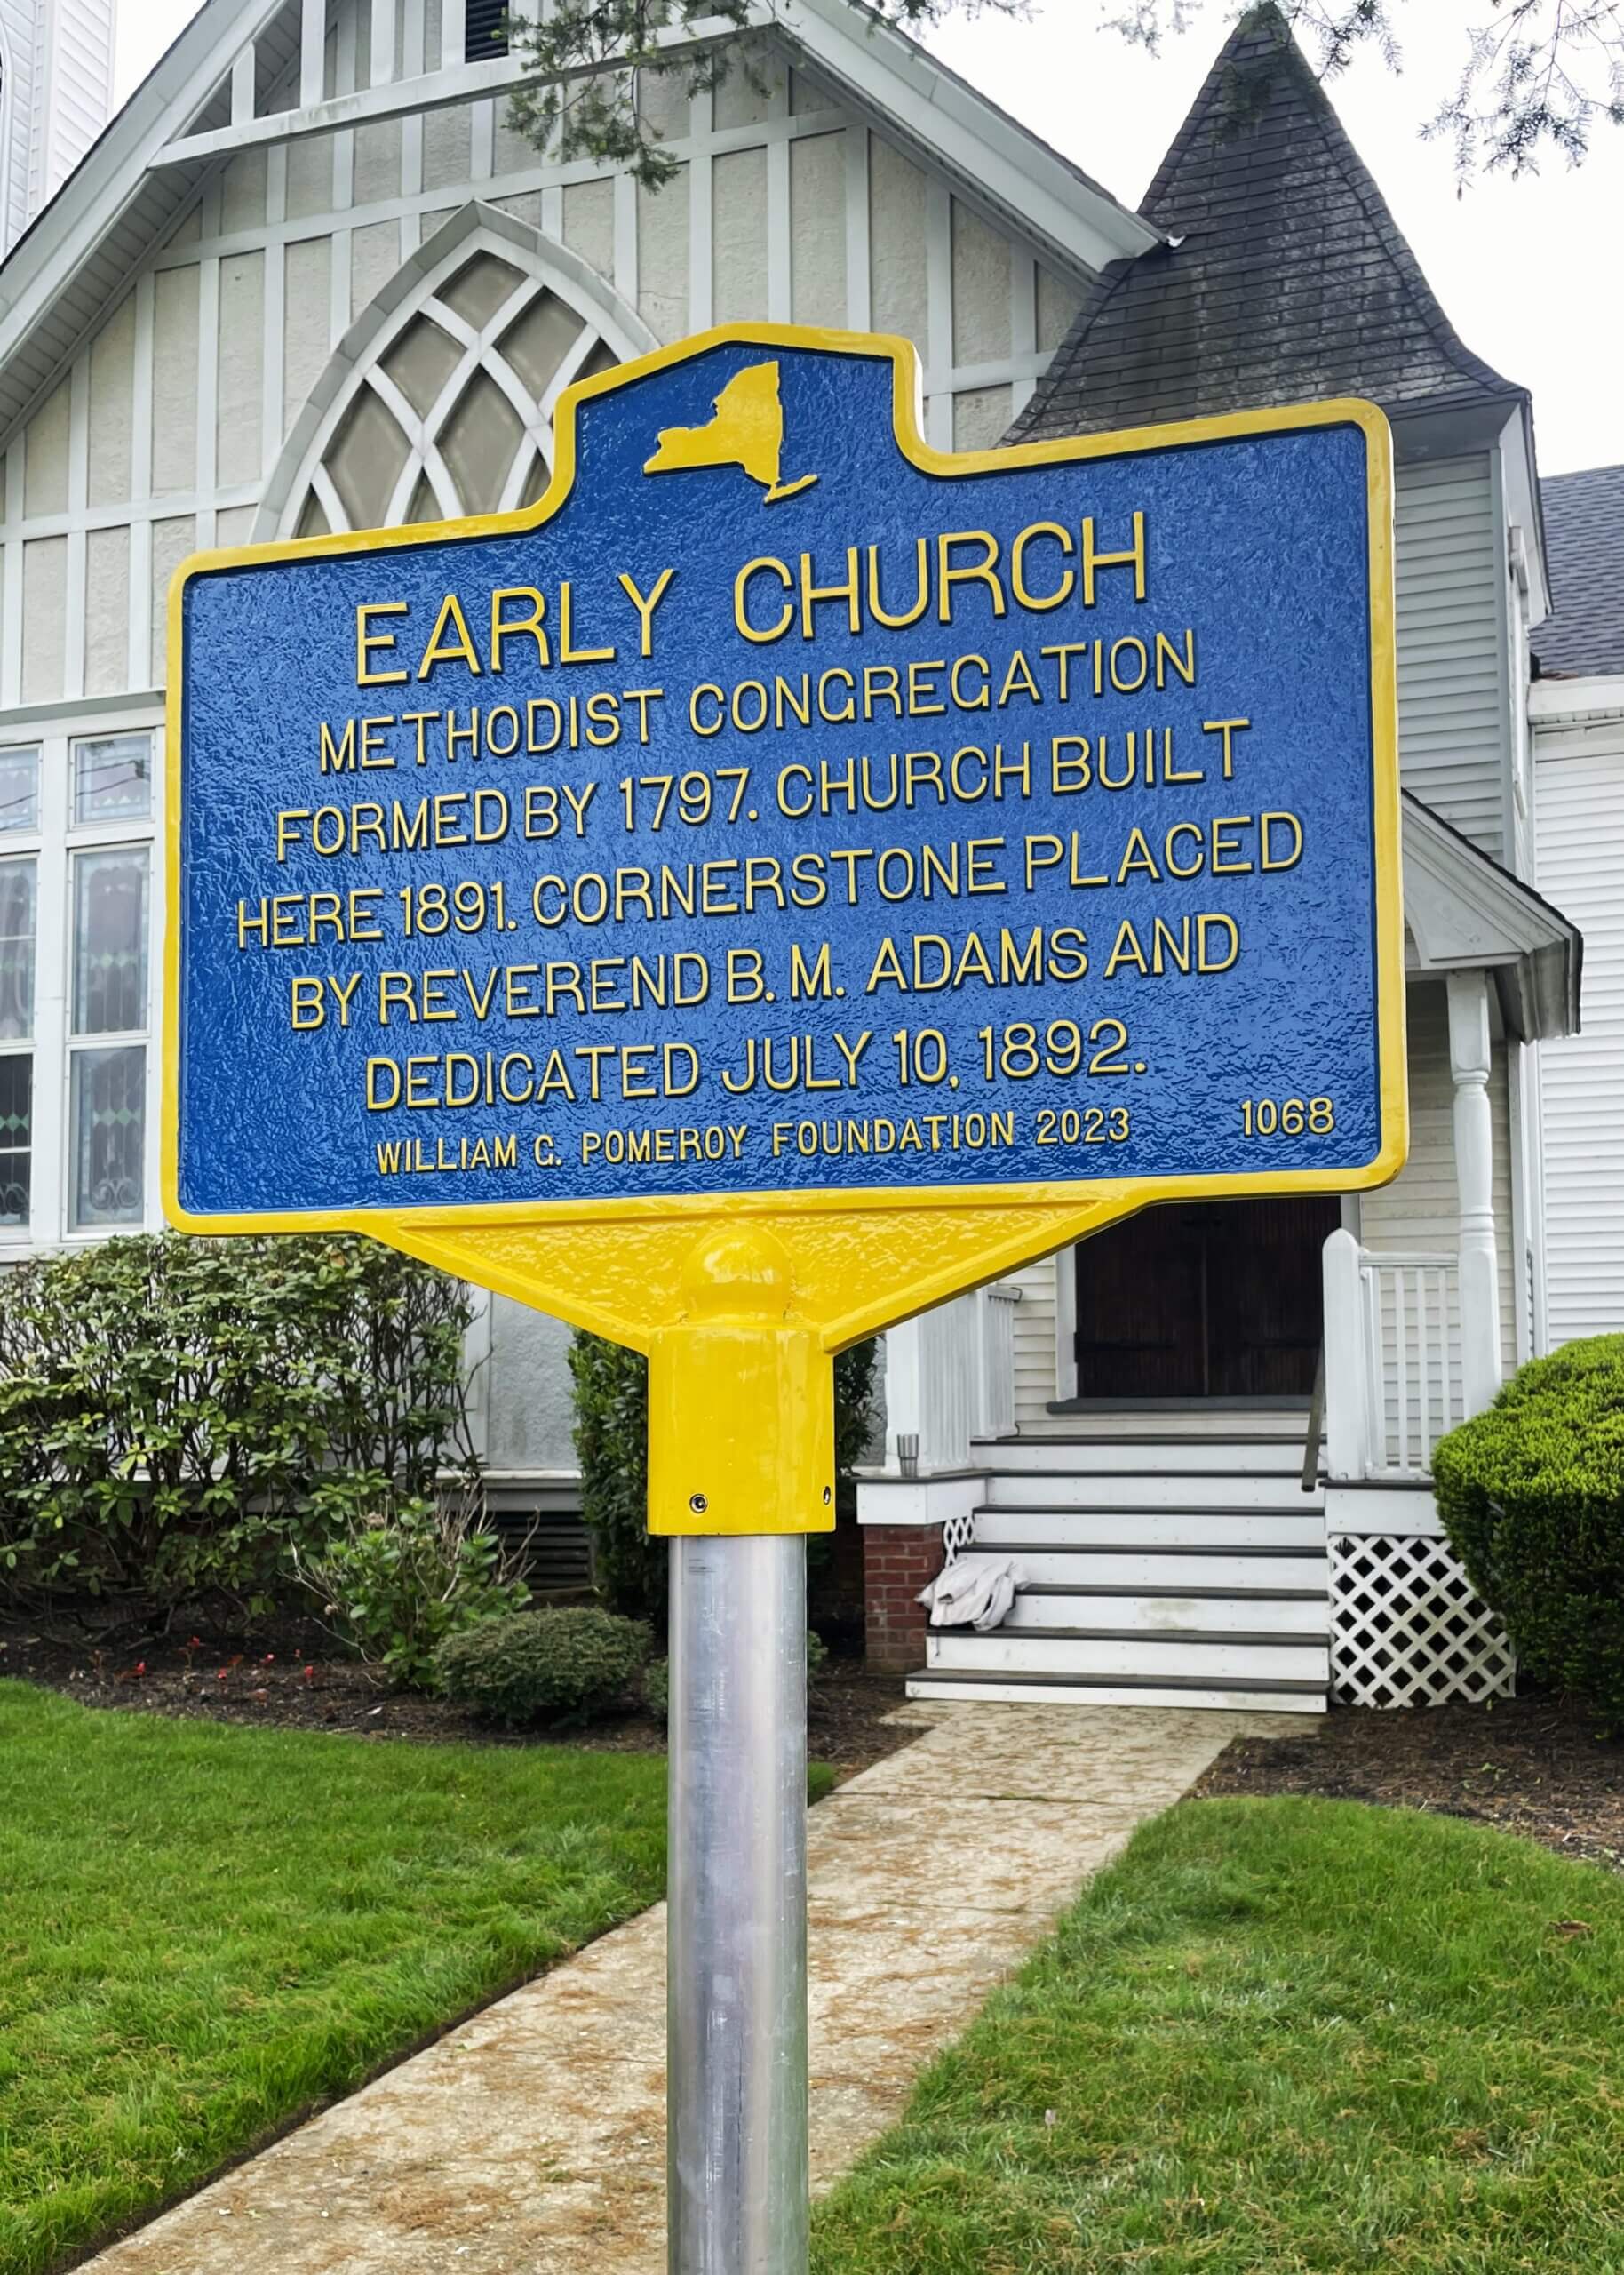 EARLY CHURCH
METHODIST CONGREGATION
FORMED BY 1797. CHURCH BUILT
HERE 1891. CORNERSTONE PLACED
BY REVEREND B. M. ADAMS AND
DEDICATED JULY 10, 1892.
WILLIAM G. POMEROY FOUNDATION 2023 1068